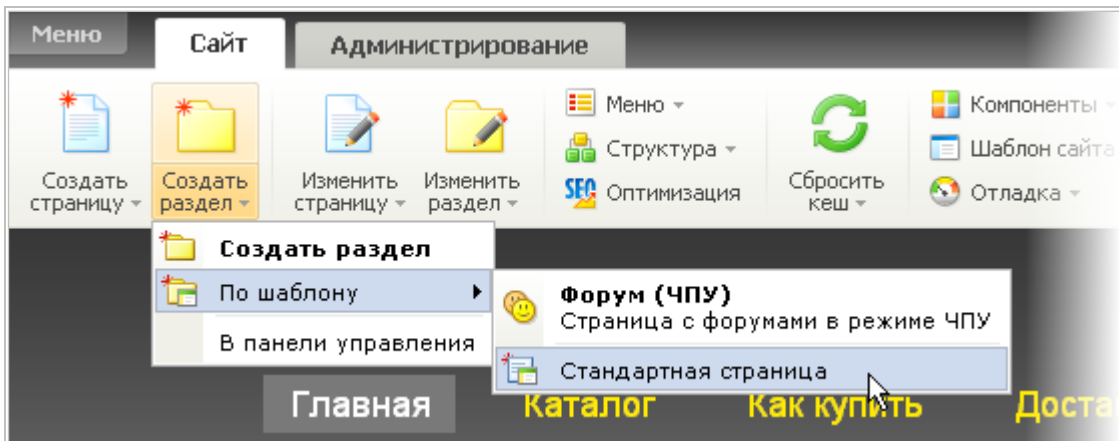 Меню
Сайт
Администрирование
Создать
страницу
Создать
раздел
Изменить
страницу
Изменить
раздел
Меню
Структура
SEO Оптимизация
Сбросить
кеш
Компоненты
Шаблон сайта
Отладка
Создать раздел
По шаблону
В панели управления
Форум (ЧПУ)
Страница с форумами в режиме ЧПУ
Стандартная страница
Главная
Каталог
Как купить
Доста